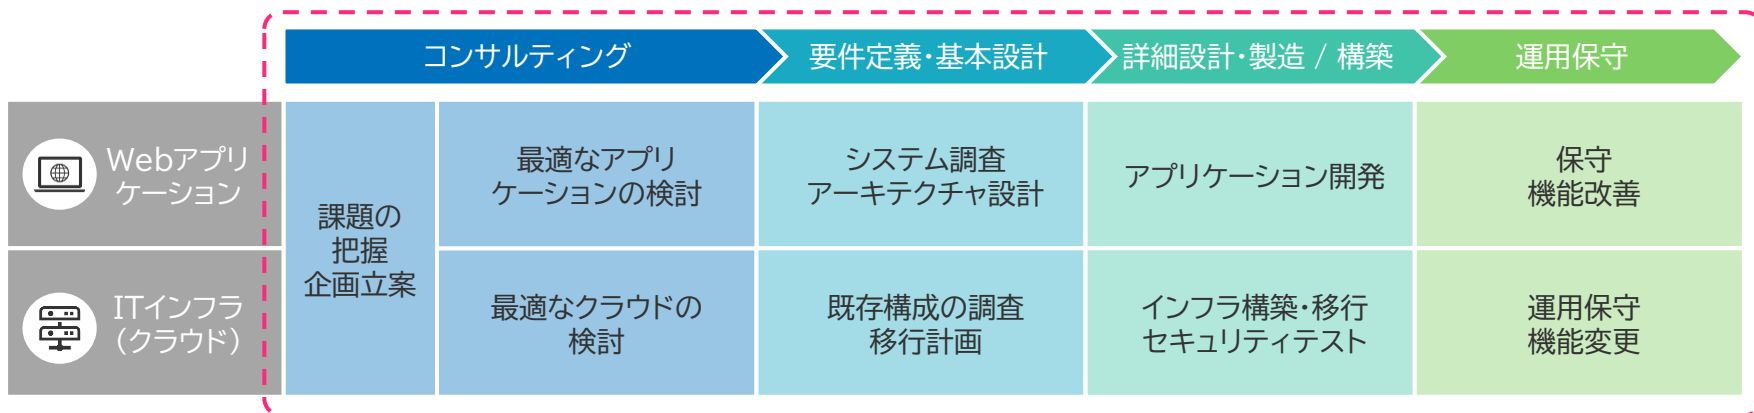 コンサルティング
要件定義・基本設計
詳細設計・製造 / 構築
運用保守
Webアプリ
ケーション
課題の
把握
企画立案
最適なアプリ
ケーションの検討
システム調査
アーキテクチャ設計
アプリケーション開発
保守
機能改善
ITインフラ
（クラウド）
最適なクラウドの
検討
既存構成の調査
移行計画
インフラ構築・移行
セキュリティテスト
運用保守
機能変更